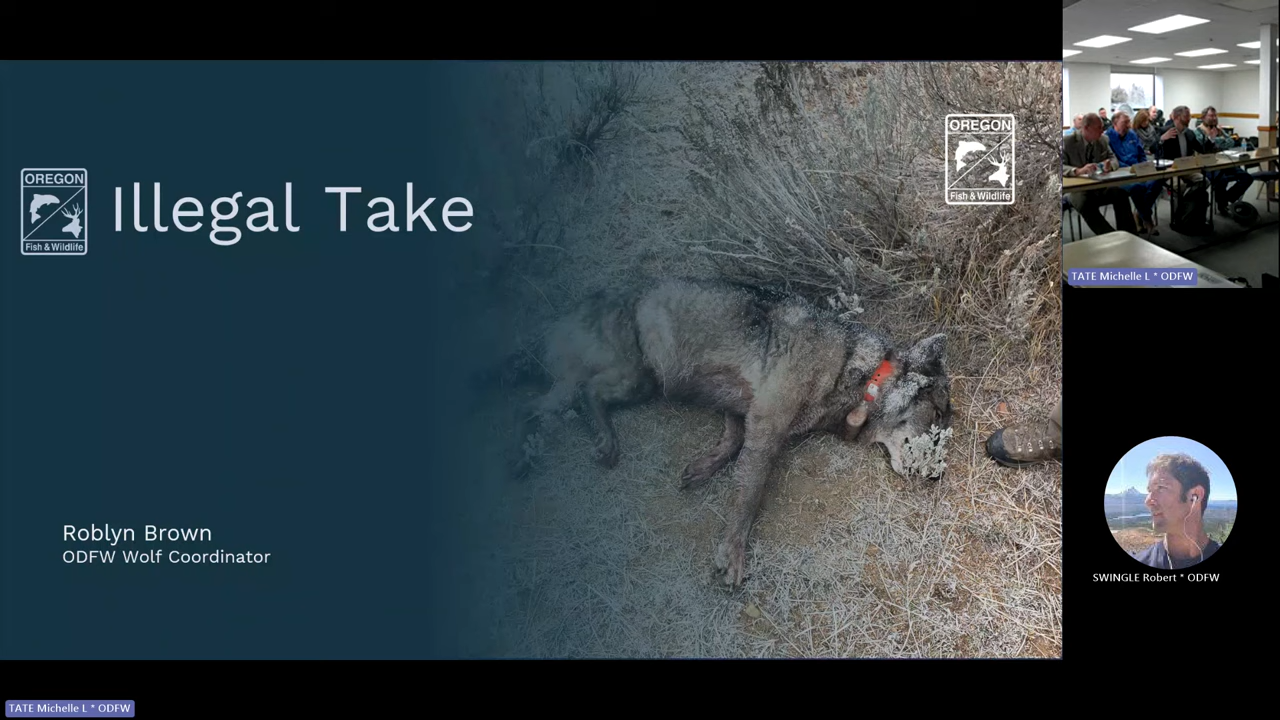 OREGON
Fish & Wildlife
Illegal Take
Roblyn Brown
ODFW Wolf Coordinator
OREGON
Fish & Wildlife
TATE Michelle L * ODFW
SWINGLE Robert * ODFW
TATE Michelle L * ODFW